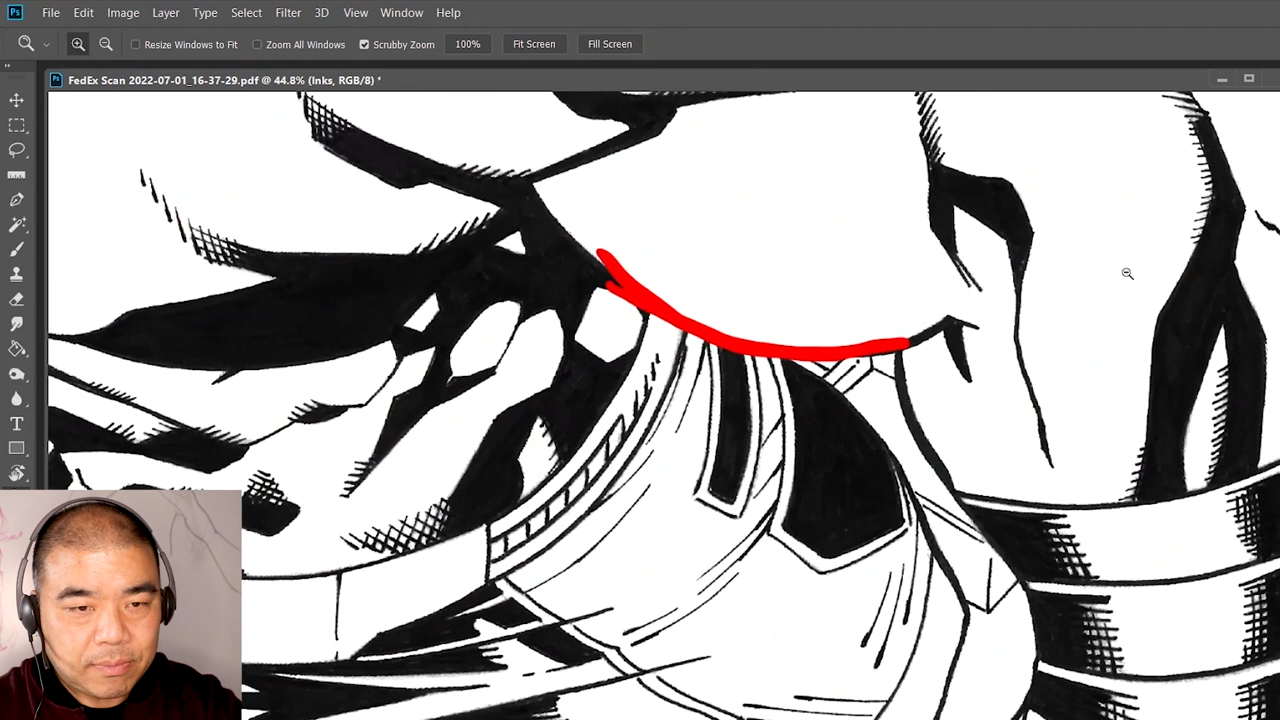 Ps File Edit Image Layer Type Select Filter 3D View Window Help
Resize Windows to Fit Zoom All Windows Scrubby Zoom 100% Fit Screen Fill Screen
Ps FedEx Scan 2022-07-01_16-37-29.pdf @ 44.8% (Inks, RGB/8) *
T